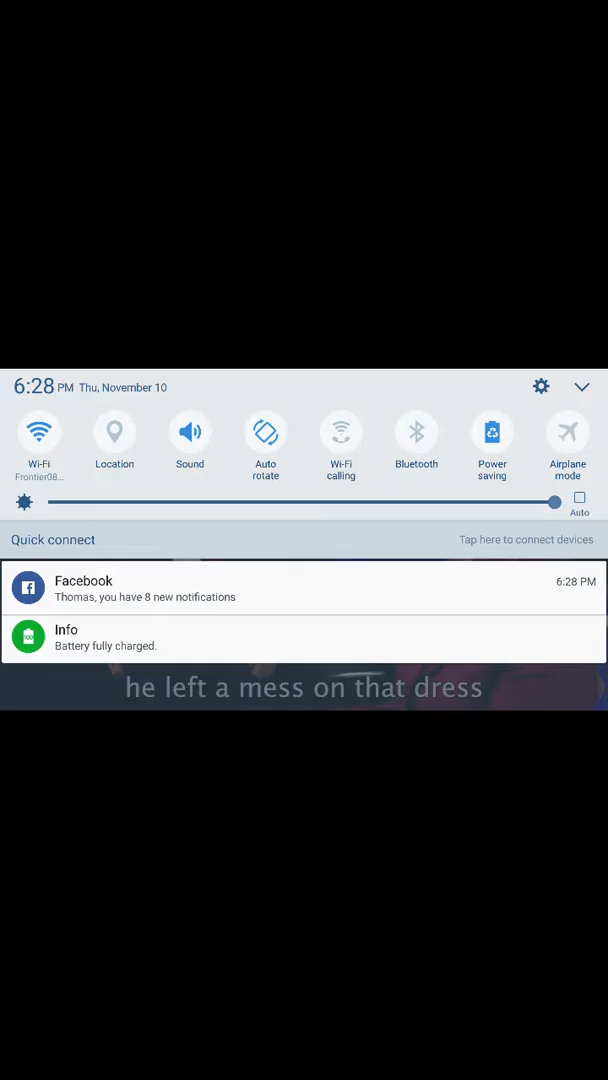 6:28 PM Thu, November 10
Wi-Fi
Frontier08...
Location
Sound
Auto
rotate
Wi-Fi
calling
Bluetooth
Power
saving
Airplane
mode
Auto
Quick connect
Tap here to connect devices
Facebook
6:28 PM
Thomas, you have 8 new notifications
100
Info
Battery fully charged.
he left a mess on that dress